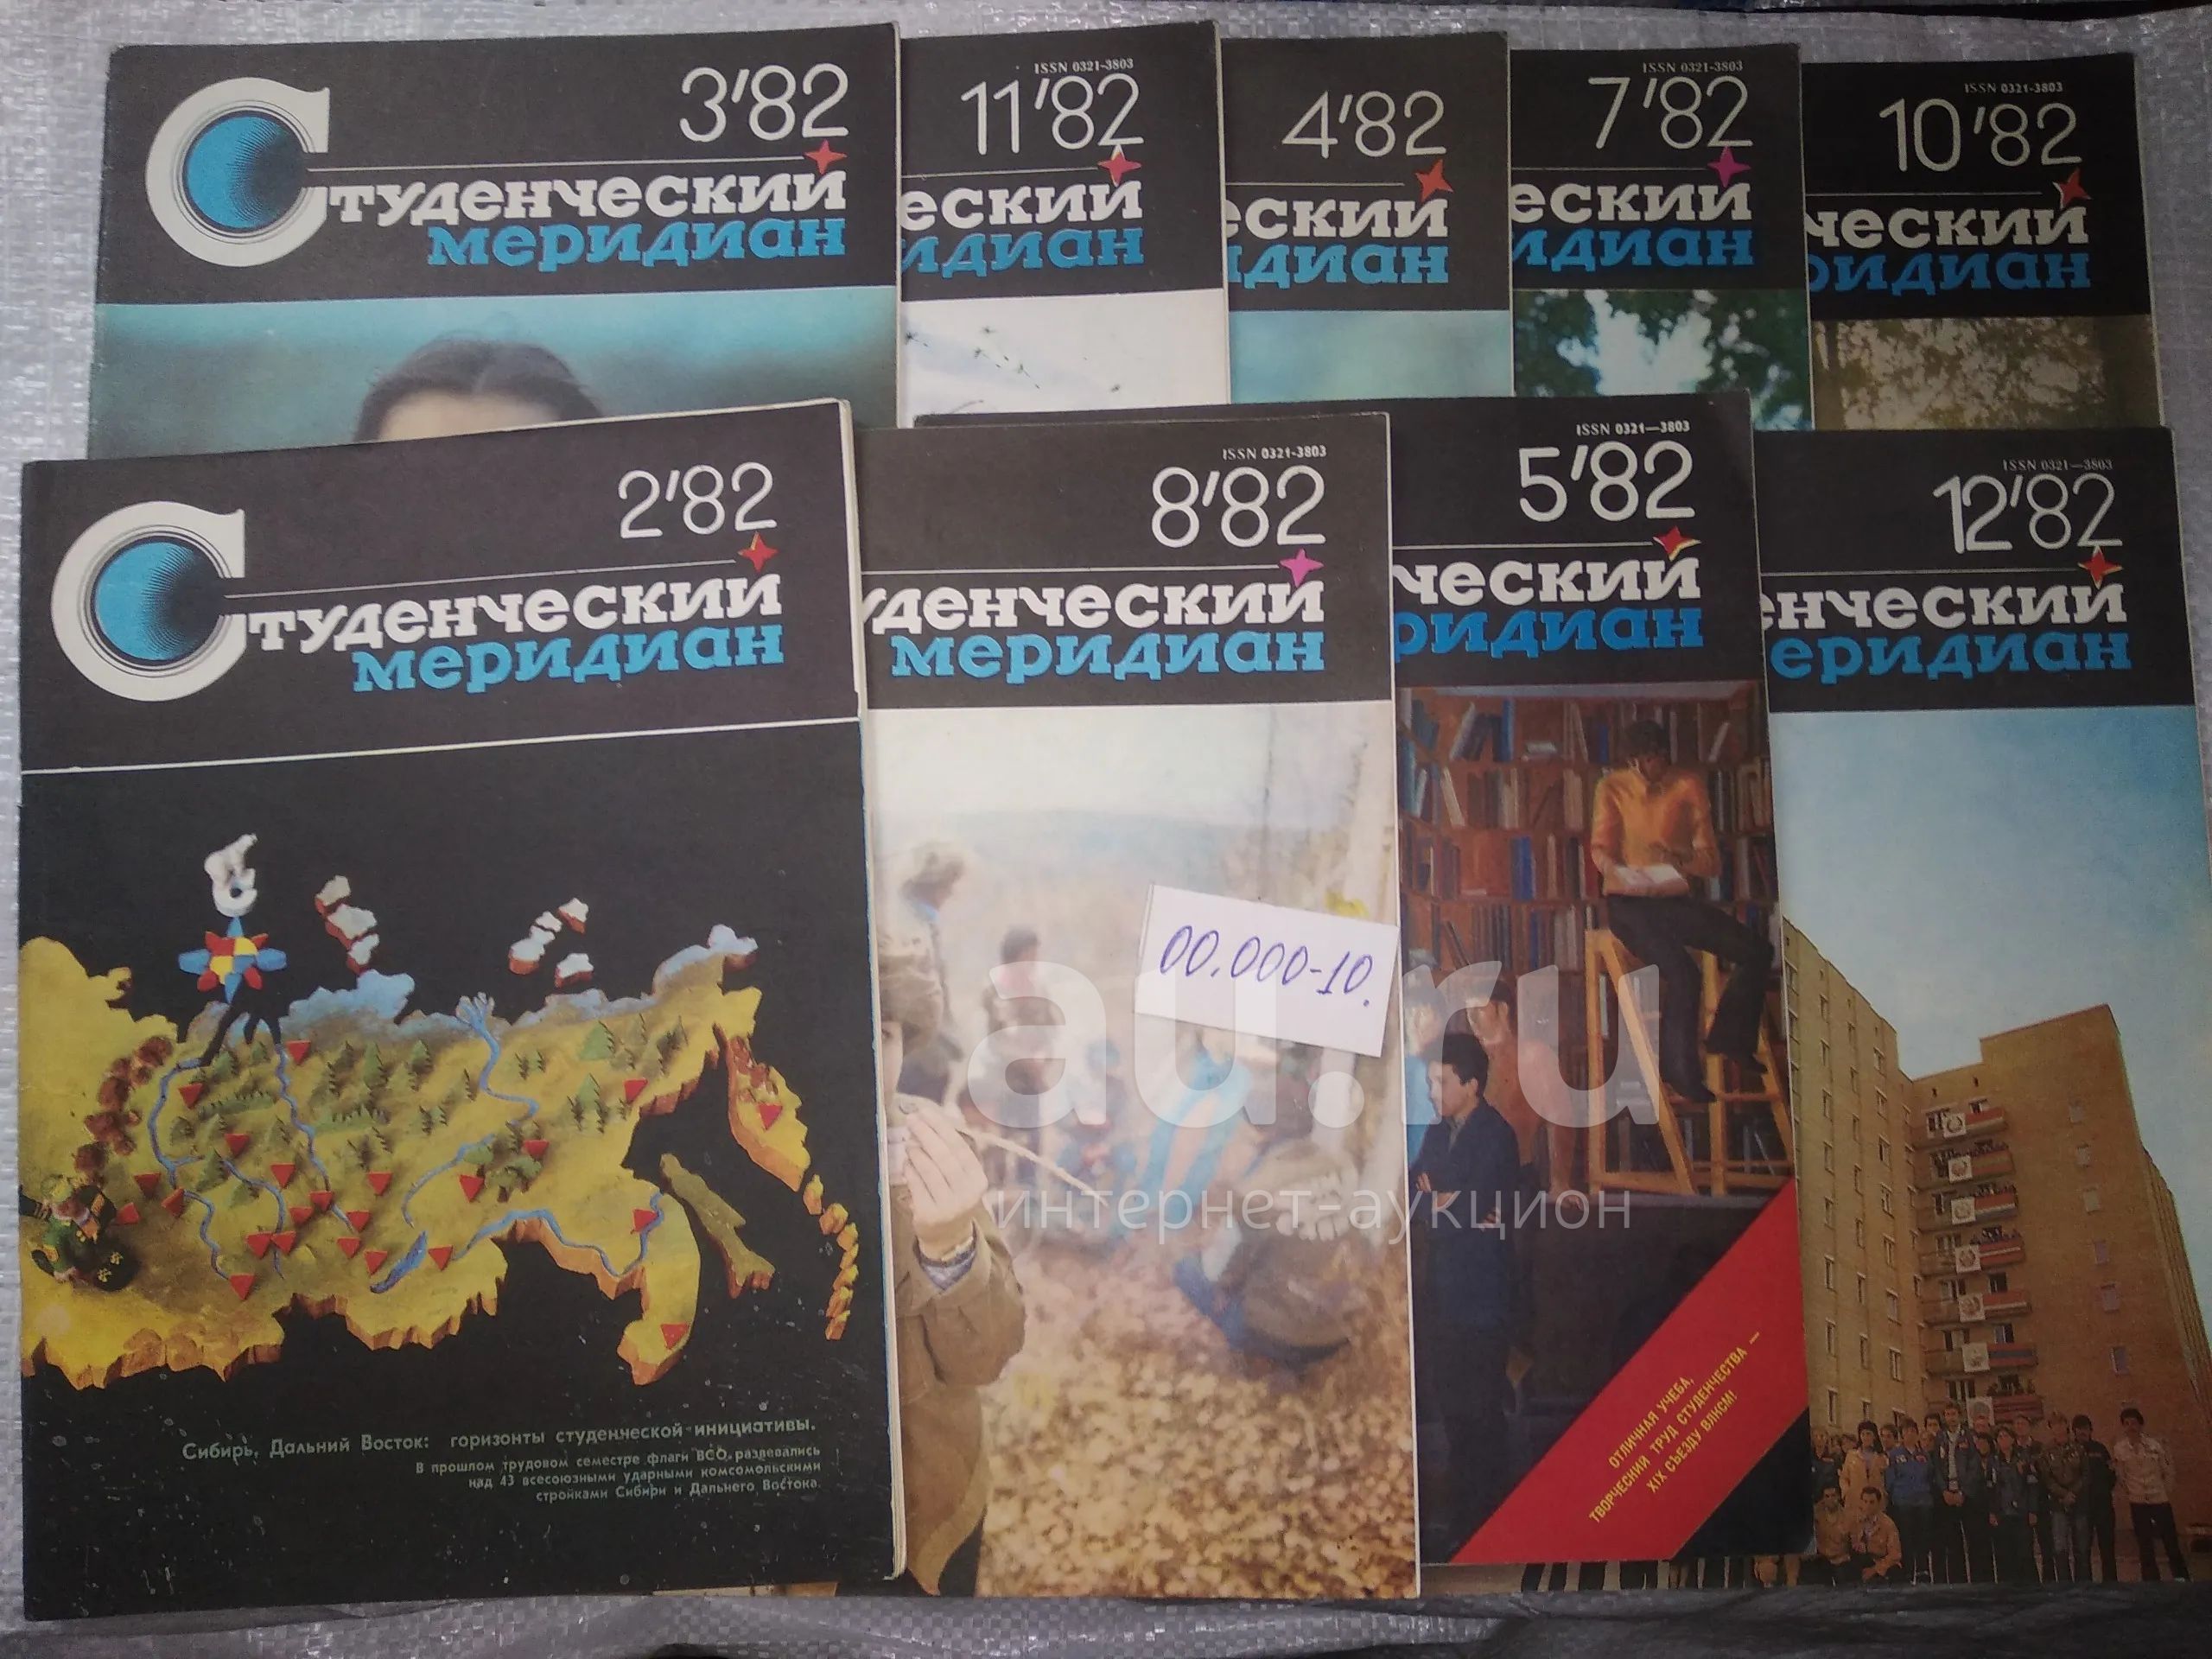 3'82
Студенческий
меридиан
ISSN 0321-3803
11'82
еский
идиан
4'82
еский
идиан
ISSN 0321-3803
7'82
еский
идиан
ISSN 0321-3803
10'82
ческий
ридиан
2'82
Студенческий
меридиан
Сибирь, Дальний Восток: горизонты студенческой инициативы.
В прошлом трудовом семестре флаги ВСО развевались
над 43 всесоюзными ударными комсомольскими
стройками Сибири и Дальнего Востока.
ISSN 0321-3803
8'82
уденческий
меридиан
00.000-10.
ISSN 0321—3803
5'82
ческий
ридиан
ОТЛИЧНАЯ УЧЕБА,
ТВОРЧЕСКИЙ ТРУД СТУДЕНЧЕСТВА —
XIX СЪЕЗДУ ВЛКСМ!
ISSN 0321—3803
12'82
енческий
еридиан
au.ru
интернет-аукцион